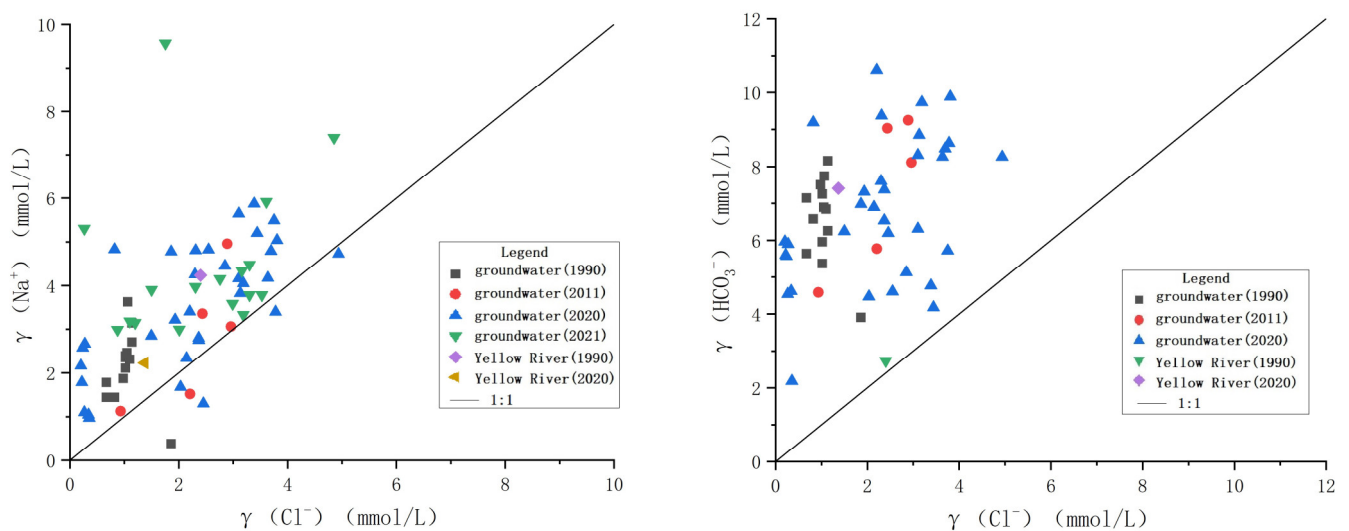 10
8
6
4
2
0
γ (Na⁺) (mmol/L)
0
2
4
6
8
10
γ (Cl⁻) (mmol/L)
Legend
groundwater(1990)
groundwater(2011)
groundwater(2020)
groundwater(2021)
Yellow River(1990)
Yellow River(2020)
1:1
12
10
8
6
4
2
0
γ (HCO₃⁻) (mmol/L)
0
2
4
6
8
10
12
γ (Cl⁻) (mmol/L)
Legend
groundwater(1990)
groundwater(2011)
groundwater(2020)
Yellow River(1990)
Yellow River(2020)
1:1